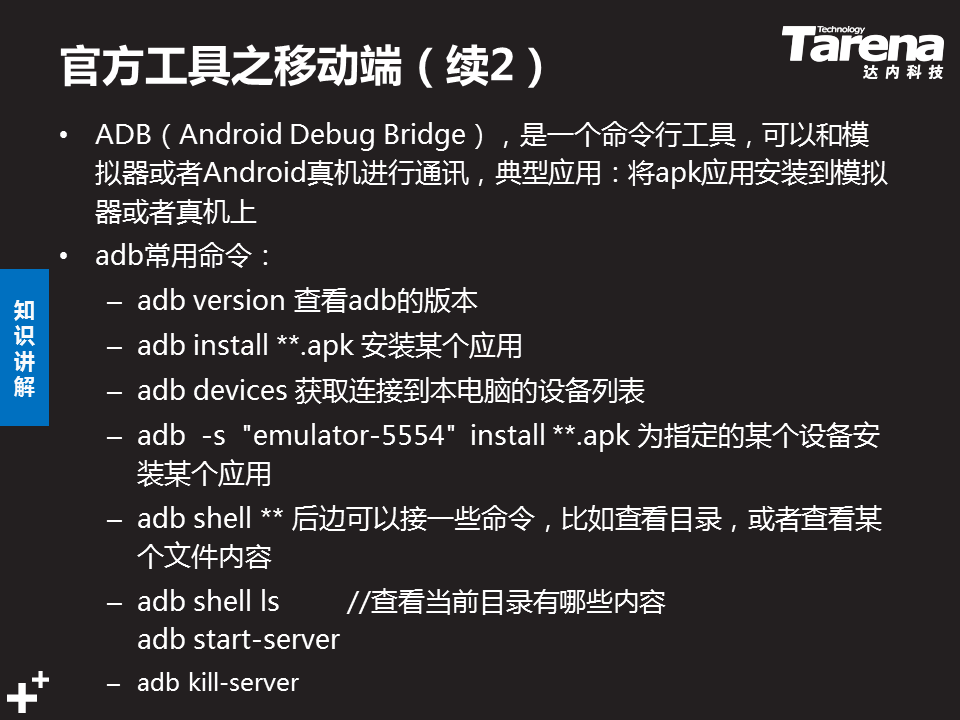 官方工具之移动端（续2）
Technology
Tarena
达内科技
• ADB（Android Debug Bridge），是一个命令行工具，可以和模
拟器或者Android真机进行通讯，典型应用：将apk应用安装到模拟
器或者真机上
• adb常用命令：
– adb version 查看adb的版本
– adb install **.apk 安装某个应用
– adb devices 获取连接到本电脑的设备列表
– adb -s "emulator-5554" install **.apk 为指定的某个设备安
装某个应用
– adb shell ** 后边可以接一些命令，比如查看目录，或者查看某
个文件内容
– adb shell ls //查看当前目录有哪些内容
adb start-server
– adb kill-server
知
识
讲
解